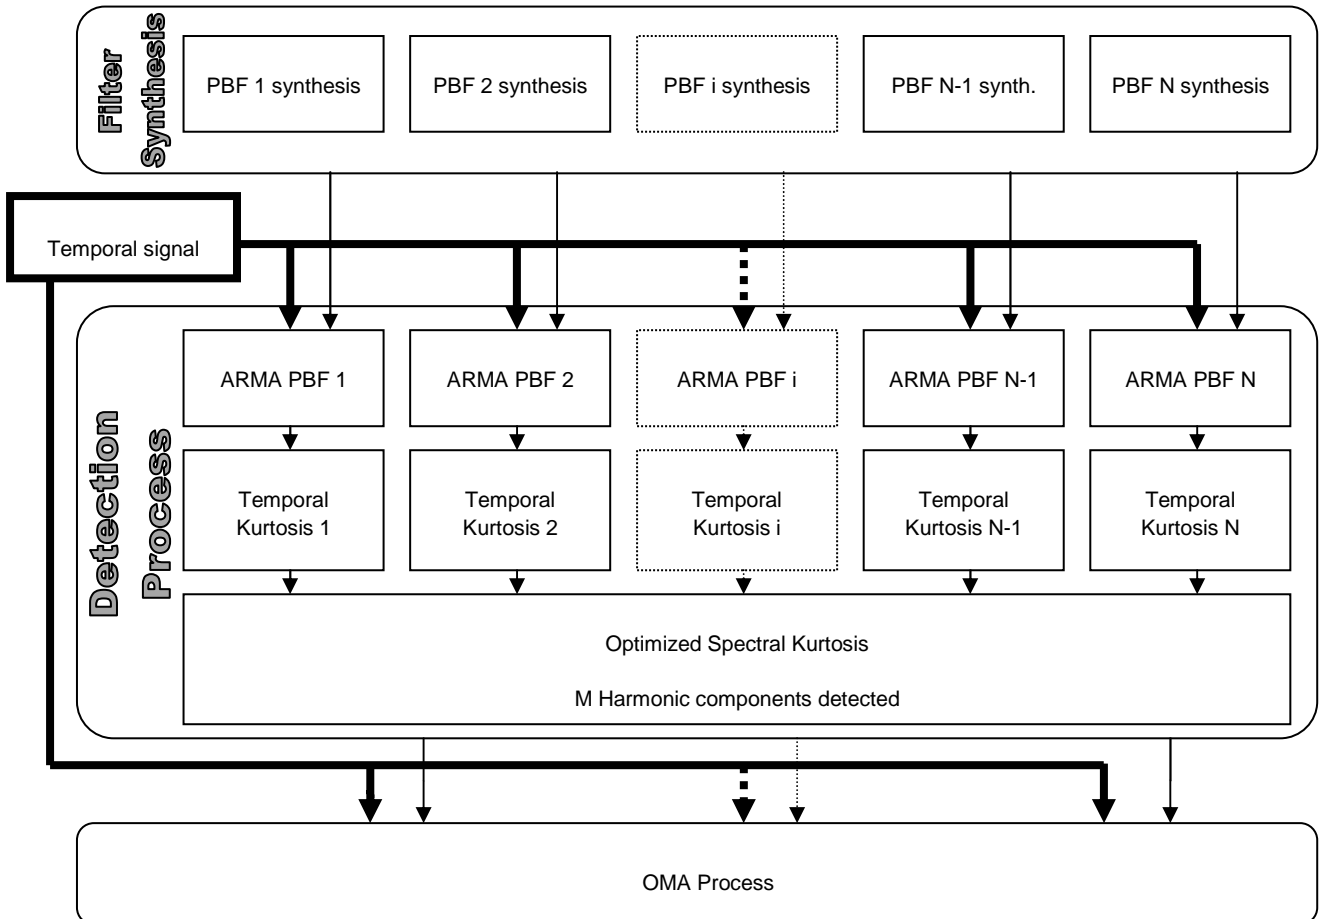 Filter
Synthesis
PBF 1 synthesis
PBF 2 synthesis
PBF i synthesis
PBF N-1 synth.
PBF N synthesis
Temporal signal
Detection
Process
ARMA PBF 1
ARMA PBF 2
ARMA PBF i
ARMA PBF N-1
ARMA PBF N
Temporal
Kurtosis 1
Temporal
Kurtosis 2
Temporal
Kurtosis i
Temporal
Kurtosis N-1
Temporal
Kurtosis N
Optimized Spectral Kurtosis
M Harmonic components detected
OMA Process